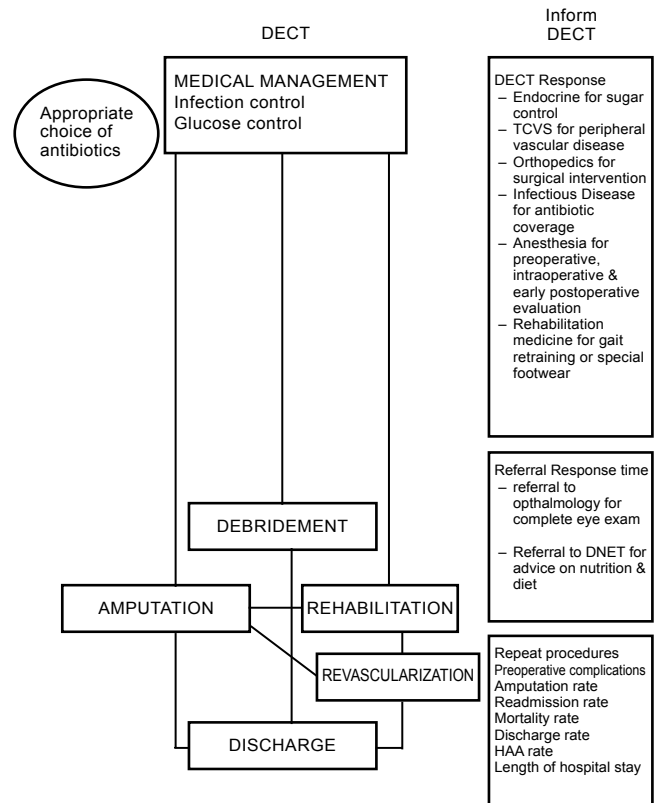 DECT
Inform
DECT
MEDICAL MANAGEMENT
Infection control
Glucose control
Appropriate
choice of
antibiotics
DECT Response
– Endocrine for sugar
control
– TCVS for peripheral
vascular disease
– Orthopedics for
surgical intervention
– Infectious Disease
for antibiotic
coverage
– Anesthesia for
preoperative,
intraoperative &
early postoperative
evaluation
– Rehabilitation
medicine for gait
retraining or special
footwear
Referral Response time
– referral to
opthalmology for
complete eye exam
– Referral to DNET for
advice on nutrition &
diet
DEBRIDEMENT
AMPUTATION
REHABILITATION
REVASCULARIZATION
DISCHARGE
Repeat procedures
Preoperative complications
Amputation rate
Readmission rate
Mortality rate
Discharge rate
HAA rate
Length of hospital stay